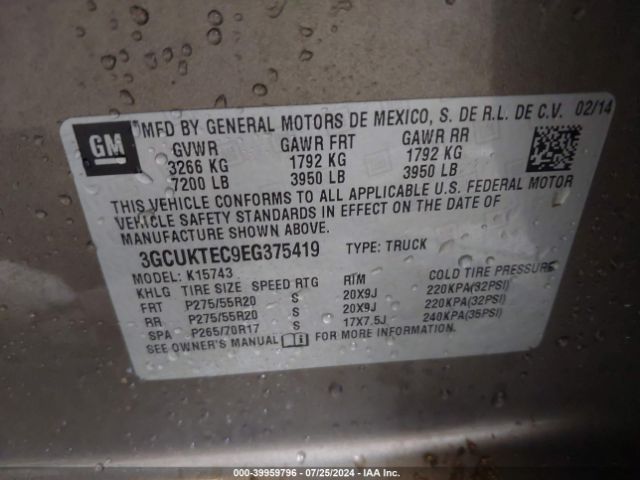 GM
MFD BY GENERAL MOTORS DE MEXICO, S. DE R.L. DE C.V. 02/14
GVWR GAWR FRT GAWR RR
3266 KG 1792 KG 1792 KG
7200 LB 3950 LB 3950 LB
THIS VEHICLE CONFORMS TO ALL APPLICABLE U.S. FEDERAL MOTOR
VEHICLE SAFETY STANDARDS IN EFFECT ON THE DATE OF
MANUFACTURE SHOWN ABOVE.
3GCUKTEC9EG375419 TYPE: TRUCK
MODEL: K15743
KHLG TIRE SIZE SPEED RTG RIM COLD TIRE PRESSURE
FRT P275/55R20 S 20X9J 220KPA(32PSI)
RR P275/55R20 S 20X9J 220KPA(32PSI)
SPA P265/70R17 S 17X7.5J 240KPA(35PSI)
SEE OWNER'S MANUAL i FOR MORE INFORMATION.
000-39959796 - 07/25/2024 - IAA Inc.